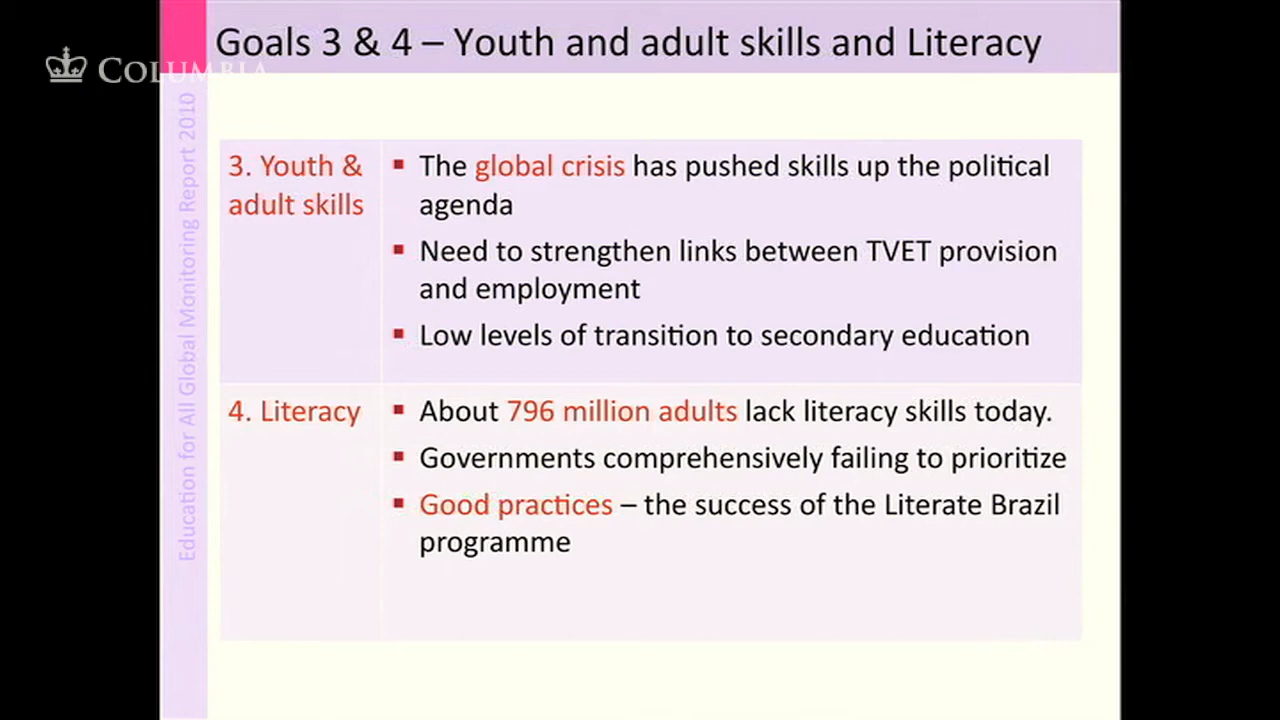 Goals 3 & 4 – Youth and adult skills and Literacy
COLUMBIA
Education for All Global Monitoring Report 2010
3. Youth &
adult skills
The global crisis has pushed skills up the political
agenda
Need to strengthen links between TVET provision
and employment
Low levels of transition to secondary education
4. Literacy
About 796 million adults lack literacy skills today.
Governments comprehensively failing to prioritize
Good practices – the success of the Literate Brazil
programme